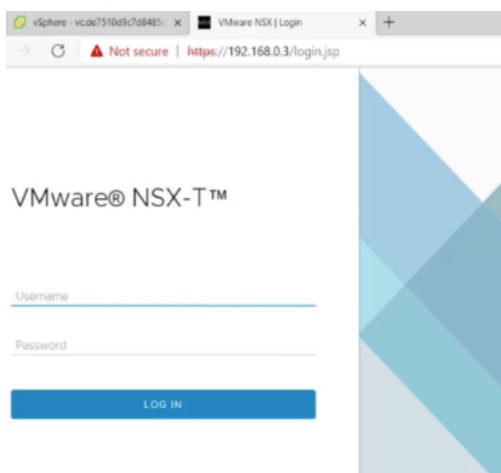 vSphere - vc.de7510d9c7d8485c
VMware NSX | Login
Not secure | https://192.168.0.3/login.jsp
VMware® NSX-T™
Username
Password
LOG IN